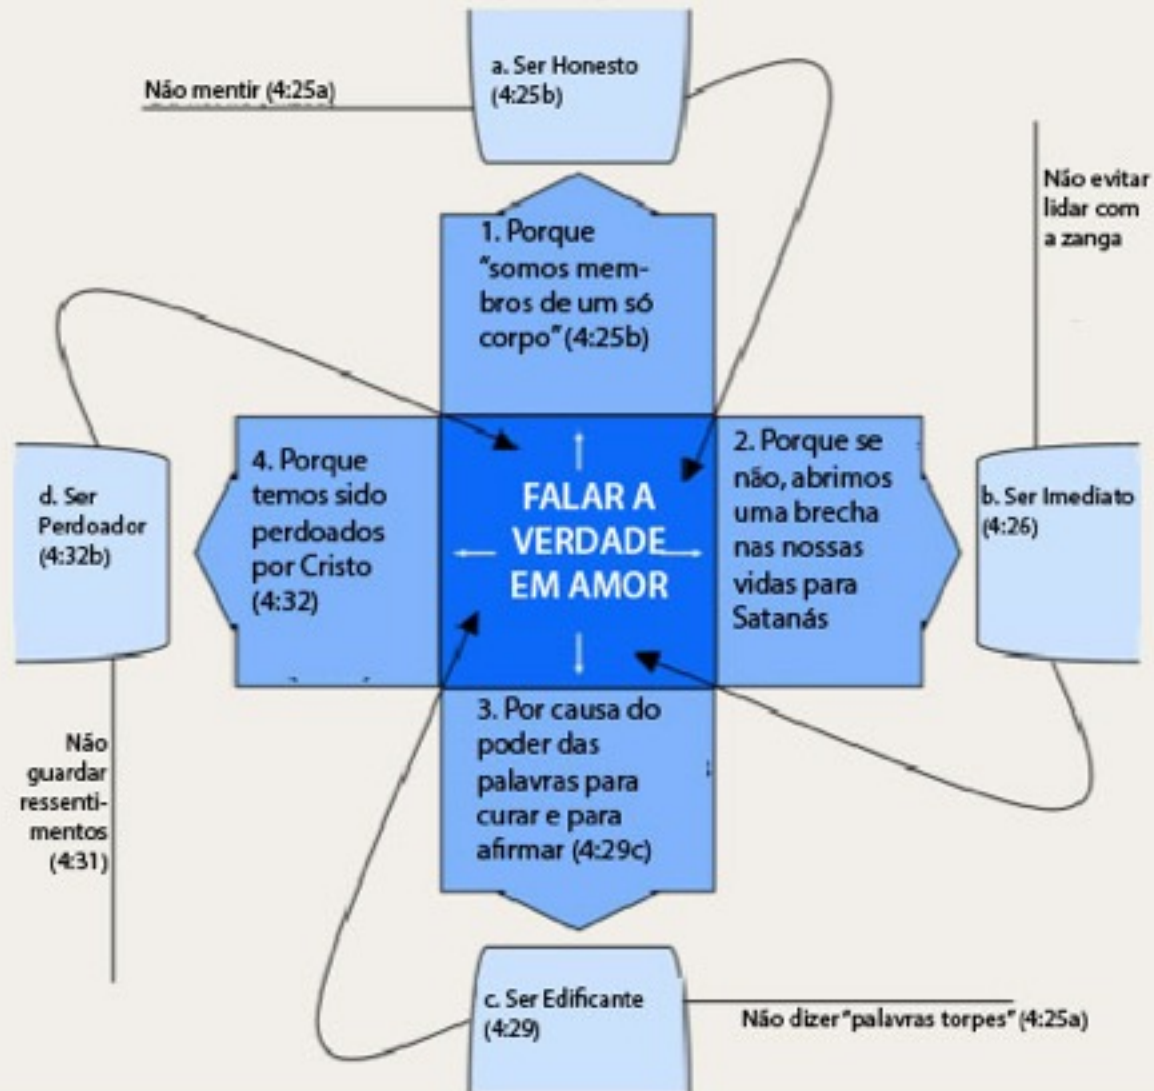 a. Ser Honesto
(4:25b)
Não mentir (4:25a)
Não evitar
lidar com
a zanga
1. Porque
"somos mem-
bros de um só
corpo" (4:25b)
d. Ser
Perdoador
(4:32b)
4. Porque
temos sido
perdoados
por Cristo
(4:32)
FALAR A
VERDADE
EM AMOR
2. Porque se
não, abrimos
uma brecha
nas nossas
vidas para
Satanás
b. Ser Imediato
(4:26)
Não
guardar
ressenti-
mentos
(4:31)
3. Por causa do
poder das
palavras para
curar e para
afirmar (4:29c)
c. Ser Edificante
(4:29)
Não dizer "palavras torpes" (4:25a)